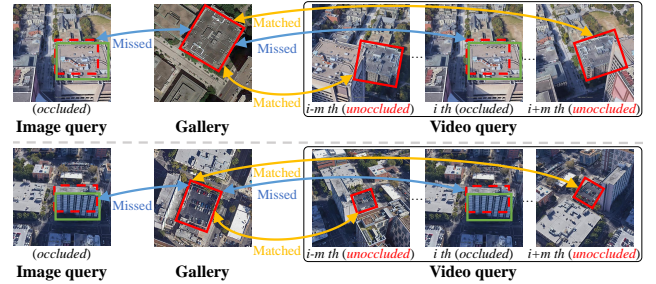 Matched
Missed
Missed
Matched
(occluded)
i-m th (unoccluded)
i th (occluded)
i+m th (unoccluded)
Image query
Gallery
Video query
Matched
Missed
Missed
Matched
(occluded)
i-m th (unoccluded)
i th (occluded)
i+m th (unoccluded)
Image query
Gallery
Video query